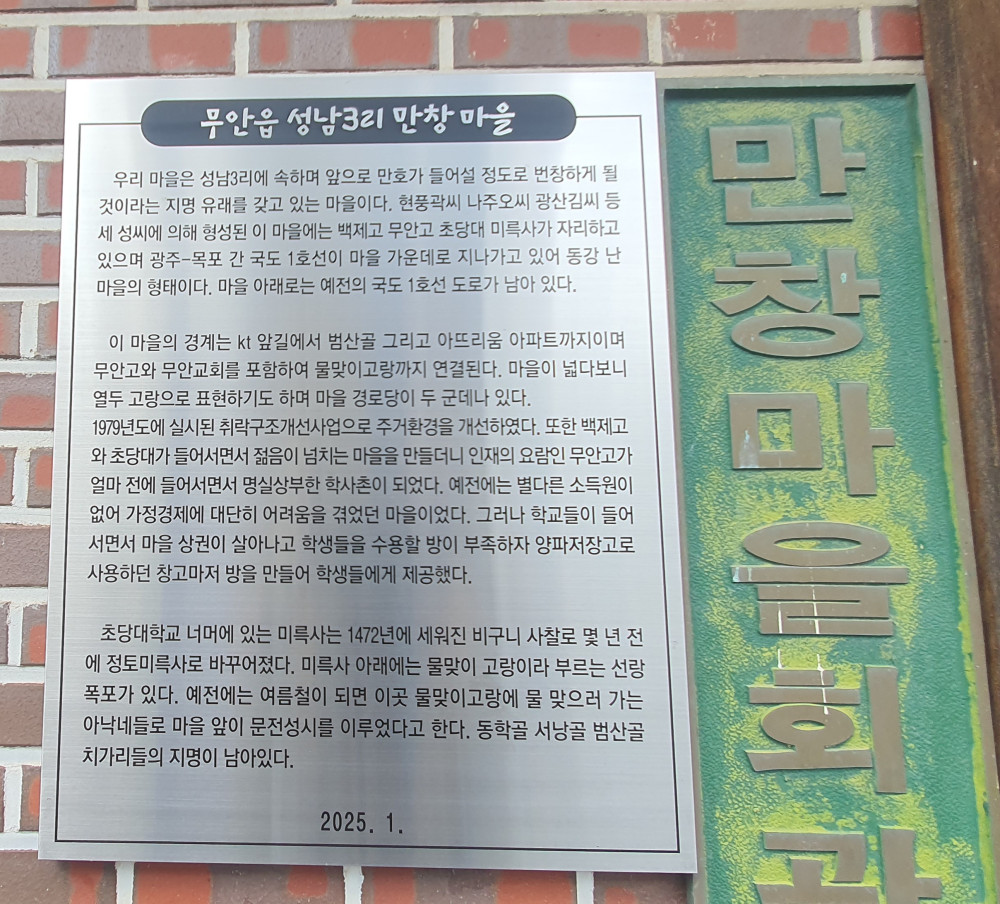 무안읍 성남3리 만창 마을
우리 마을은 성남3리에 속하며 앞으로 만호가 들어설 정도로 번창하게 될
것이라는 지명 유래를 갖고 있는 마을이다. 현풍곽씨 나주오씨 광산김씨 등
세 성씨에 의해 형성된 이 마을에는 백제고 무안고 초당대 미륵사가 자리하고
있으며 광주-목포 간 국도 1호선이 마을 가운데로 지나가고 있어 동강 난
마을의 형태이다. 마을 아래로는 예전의 국도 1호선 도로가 남아 있다.
이 마을의 경계는 kt 앞길에서 범산골 그리고 아뜨리움 아파트까지이며
무안고와 무안교회를 포함하여 물맞이고랑까지 연결된다. 마을이 넓다보니
열두 고랑으로 표현하기도 하며 마을 경로당이 두 군데나 있다.
1979년도에 실시된 취락구조개선사업으로 주거환경을 개선하였다. 또한 백제고
와 초당대가 들어서면서 젊음이 넘치는 마을을 만들더니 인재의 요람인 무안고가
얼마 전에 들어서면서 명실상부한 학사촌이 되었다. 예전에는 별다른 소득원이
없어 가정경제에 대단히 어려움을 겪었던 마을이었다. 그러나 학교들이 들어
서면서 마을 상권이 살아나고 학생들을 수용할 방이 부족하자 양파저장고로
사용하던 창고마저 방을 만들어 학생들에게 제공했다.
초당대학교 너머에 있는 미륵사는 1472년에 세워진 비구니 사찰로 몇 년 전
에 정토미륵사로 바꾸어졌다. 미륵사 아래에는 물맞이 고랑이라 부르는 선랑
폭포가 있다. 예전에는 여름철이 되면 이곳 물맞이고랑에 물 맞으러 가는
아낙네들로 마을 앞이 문전성시를 이루었다고 한다. 동학골 서낭골 범산골
치가리들의 지명이 남아있다.
2025. 1.
만창마을회관